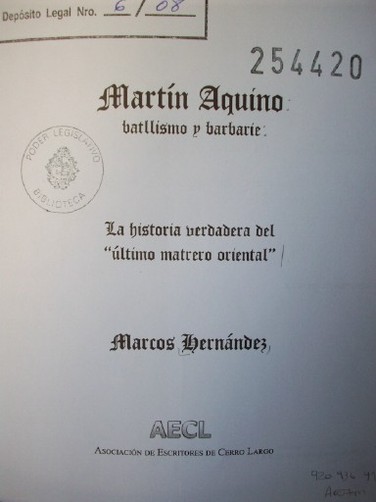 Depósito Legal Nro. 6/08
254420
Martín Aquino:
batllismo y barbarie:
PODER LEGISLATIVO
BIBLIOTECA
La historia verdadera del
"último matrero oriental" /
Marcos Hernández
AECL
ASOCIACIÓN DE ESCRITORES DE CERRO LARGO